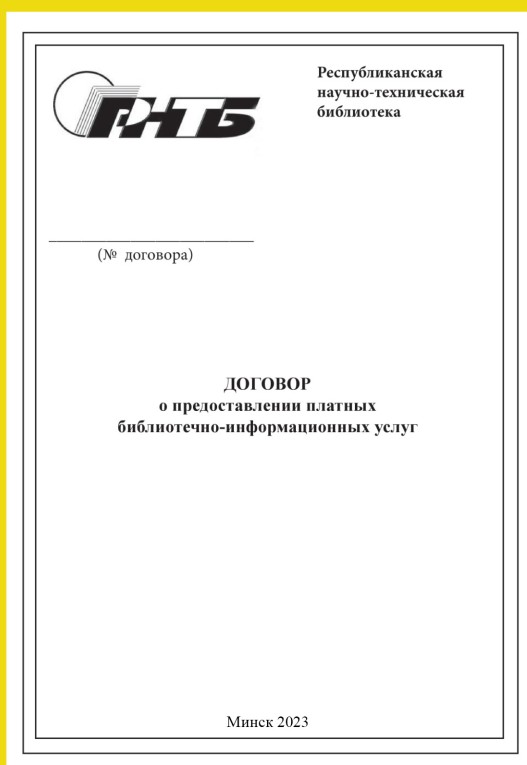 РНТБ
Республиканская
научно-техническая
библиотека
(№ договора)
ДОГОВОР
о предоставлении платных
библиотечно-информационных услуг
Минск 2023